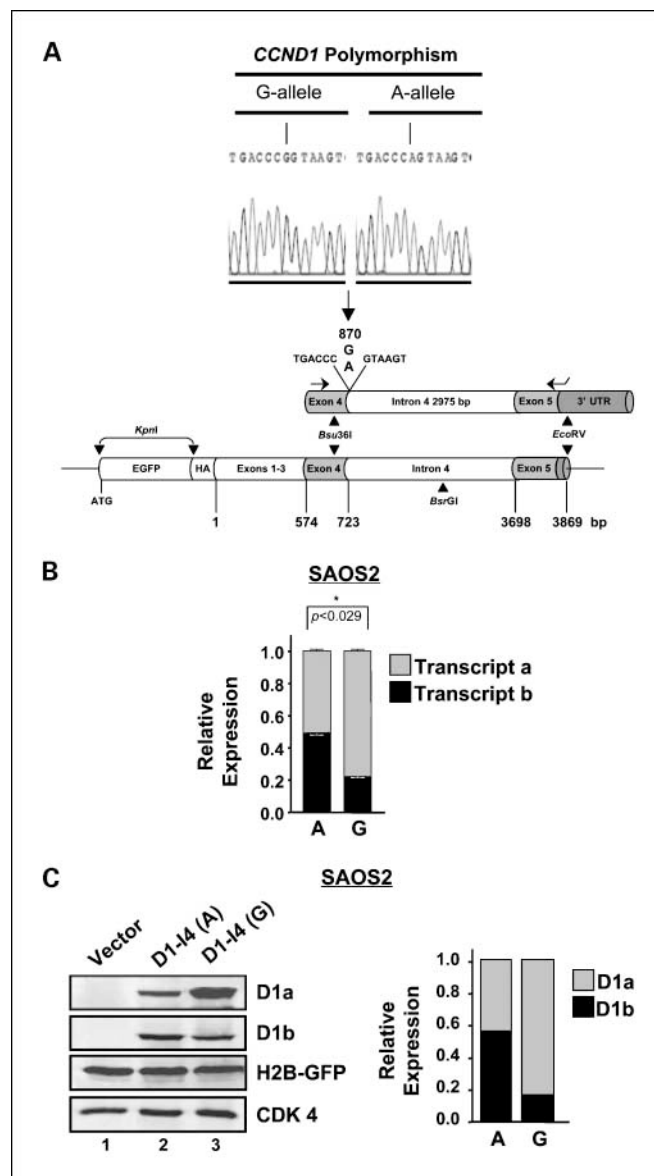 A
CCND1 Polymorphism
G-allele A-allele
TGACCCGGTAAGT TGACCCAGTAAGT
870
G
A
TGACCC GTAAGT
Exon 4 Intron 4 2975 bp Exon 5 3' UTR
KpnI Bsu36I EcoRV
EGFP HA Exons 1-3 Exon 4 Intron 4 Exon 5
ATG BsrGI
1 574 723 3698 3869 bp
B
SAOS2
*
p<0.029
1.0
0.8
0.6
0.4
0.2
0.0
Relative
Expression
A G
Transcript a
Transcript b
C
SAOS2
Vector
D1-I4 (A)
D1-I4 (G)
D1a
D1b
H2B-GFP
CDK 4
1 2 3
1.0
0.8
0.6
0.4
0.2
0.0
Relative
Expression
A G
D1a
D1b